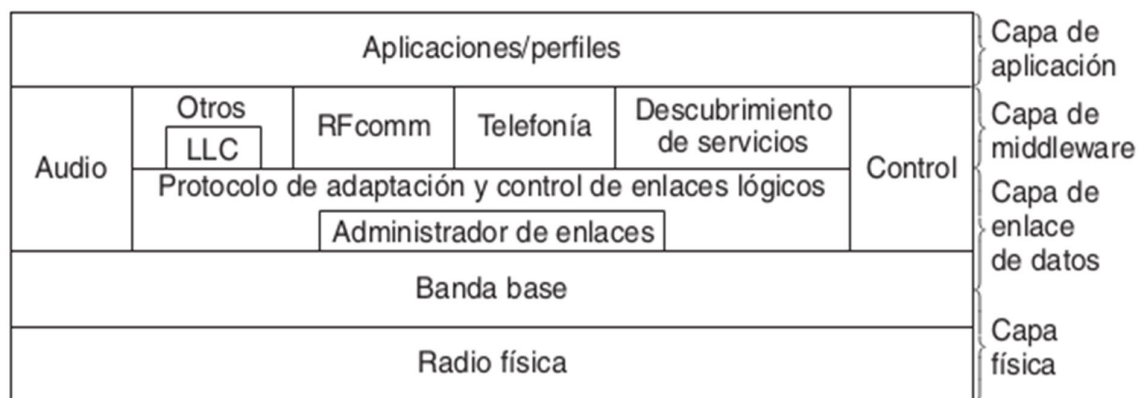 Aplicaciones/perfiles
Capa de
aplicación
Audio
Otros
LLC
RFcomm
Telefonía
Descubrimiento
de servicios
Control
Capa de
middleware
Protocolo de adaptación y control de enlaces lógicos
Administrador de enlaces
Capa de
enlace
de datos
Banda base
Radio física
Capa
física